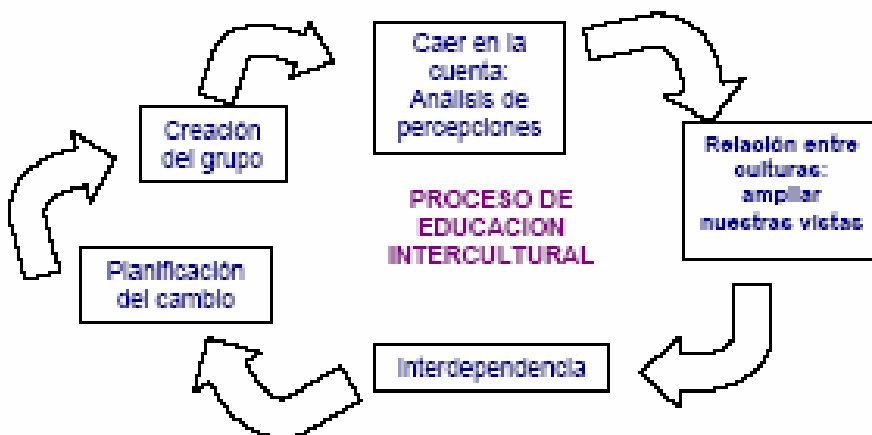 Caer en la
cuenta:
Análisis de
percepciones
Creación
del grupo
Relación entre
culturas:
ampliar
nuestras vistas
PROCESO DE
EDUCACION
INTERCULTURAL
Planificación
del cambio
Interdependencia